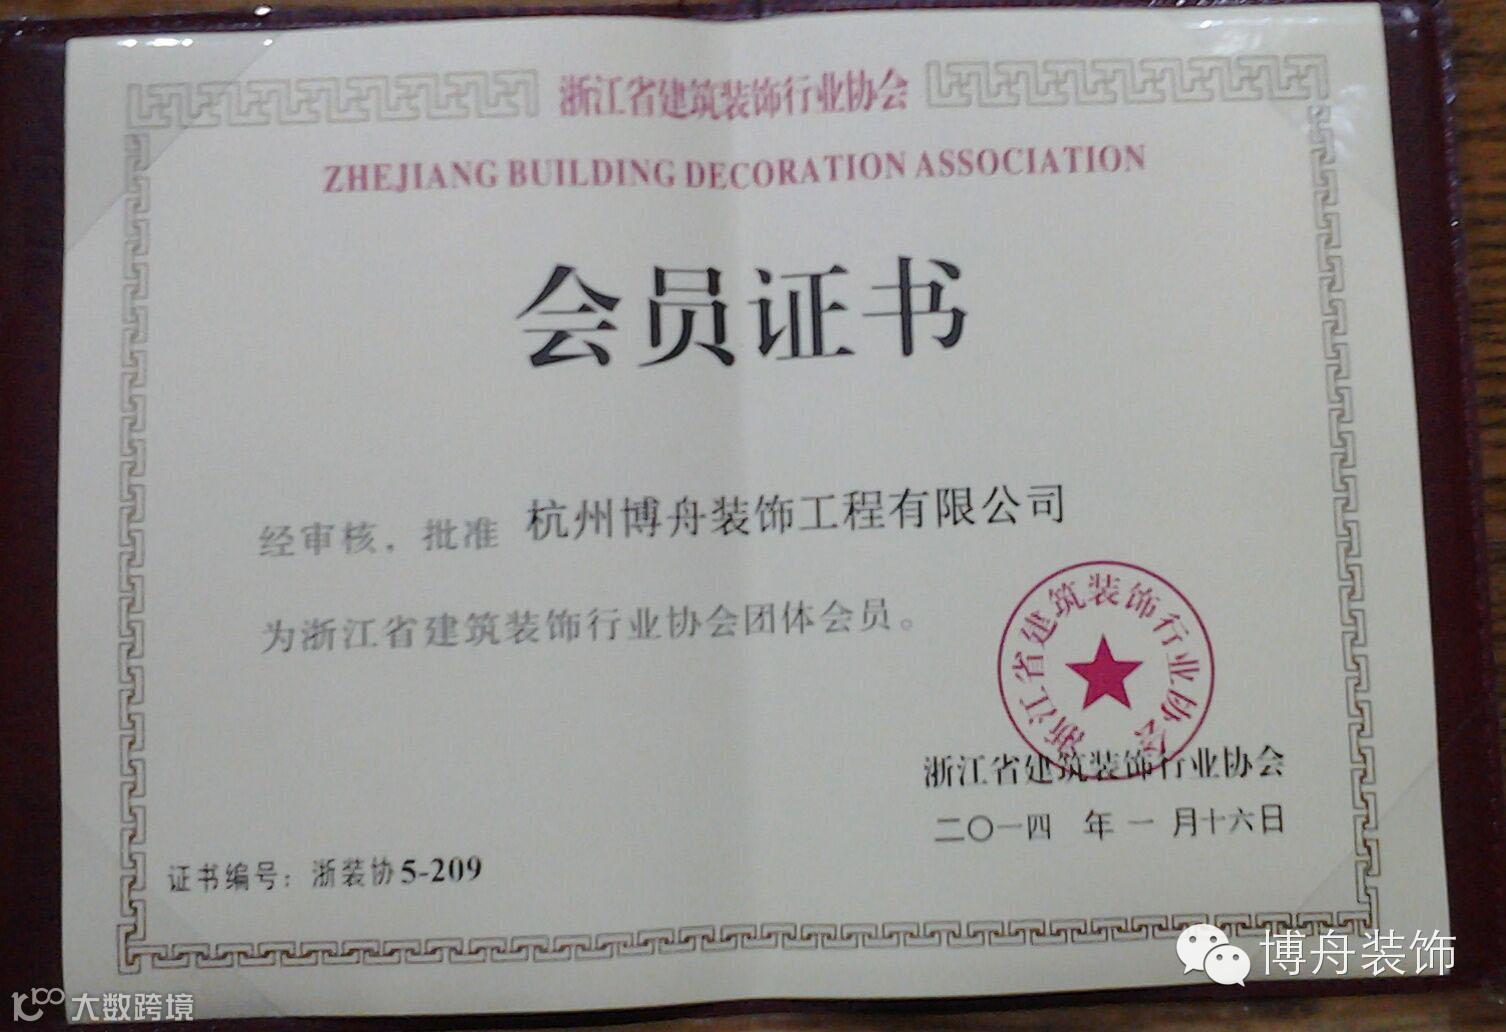 浙江省建筑装饰行业协会
ZHEJIANG BUILDING DECORATION ASSOCIATION
会员证书
经审核，批准 杭州博舟装饰工程有限公司
为浙江省建筑装饰行业协会团体会员。
浙江省建筑装饰行业协会
浙江省建筑装饰行业协会
二〇一四 年 一 月十六日
证书编号：浙装协5-209
博舟装饰
大数跨境